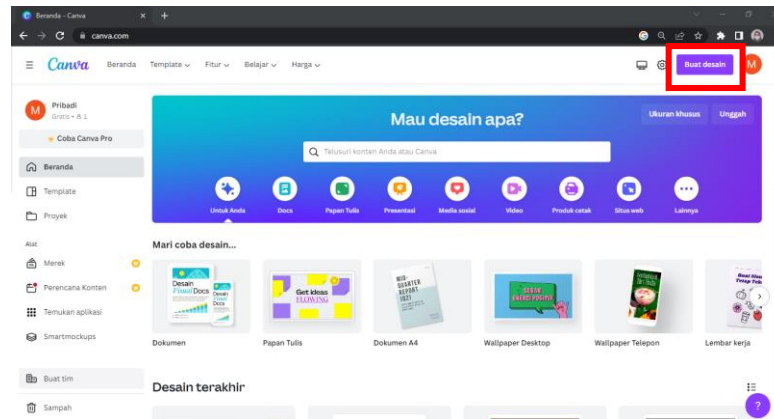 Beranda - Canva
canva.com
Canva
Beranda
Template
Fitur
Belajar
Harga
Buat desain
M
M
Pribadi
Gratis • 1
Coba Canva Pro
Beranda
Template
Proyek
Alat
Merek
Perencana Konten
Temukan aplikasi
Smartmockups
Buat tim
Sampah
Mau desain apa?
Ukuran khusus
Unggah
Telusuri konten Anda atau Canva
Untuk Anda
Docs
Papan Tulis
Presentasi
Media sosial
Video
Produk cetak
Situs web
Lainnya
Mari coba desain...
Desain
Visual Docs
Get ideas
FLOWING
MID-
QUARTER
REPORT
Dokumen
Papan Tulis
Dokumen A4
Wallpaper Desktop
Wallpaper Telepon
Lembar kerja
Desain terakhir
?